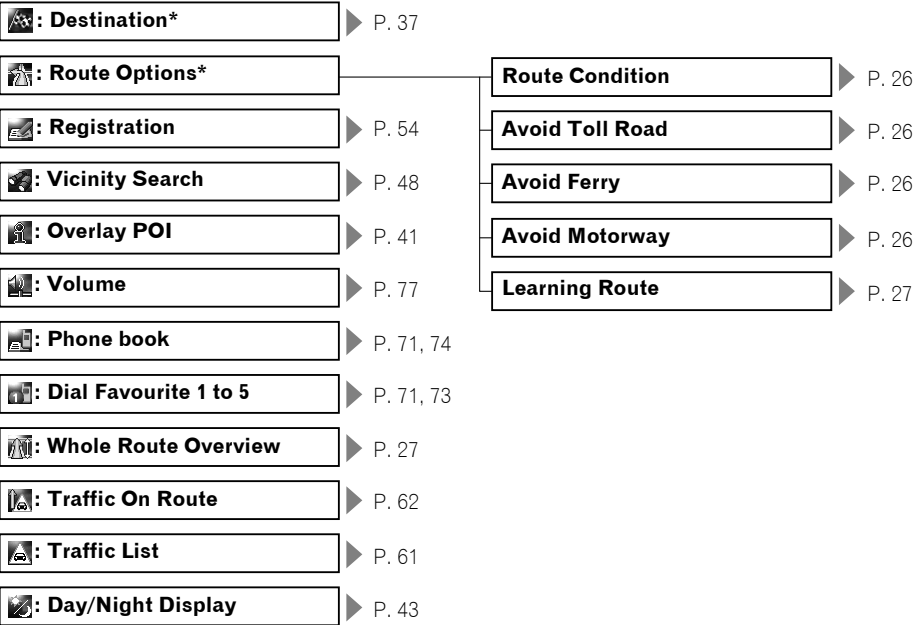 : Destination* P. 37
: Route Options*
Route Condition P. 26
Avoid Toll Road P. 26
Avoid Ferry P. 26
Avoid Motorway P. 26
Learning Route P. 27
: Registration P. 54
: Vicinity Search P. 48
: Overlay POI P. 41
: Volume P. 77
: Phone book P. 71, 74
: Dial Favourite 1 to 5 P. 71, 73
: Whole Route Overview P. 27
: Traffic On Route P. 62
: Traffic List P. 61
: Day/Night Display P. 43